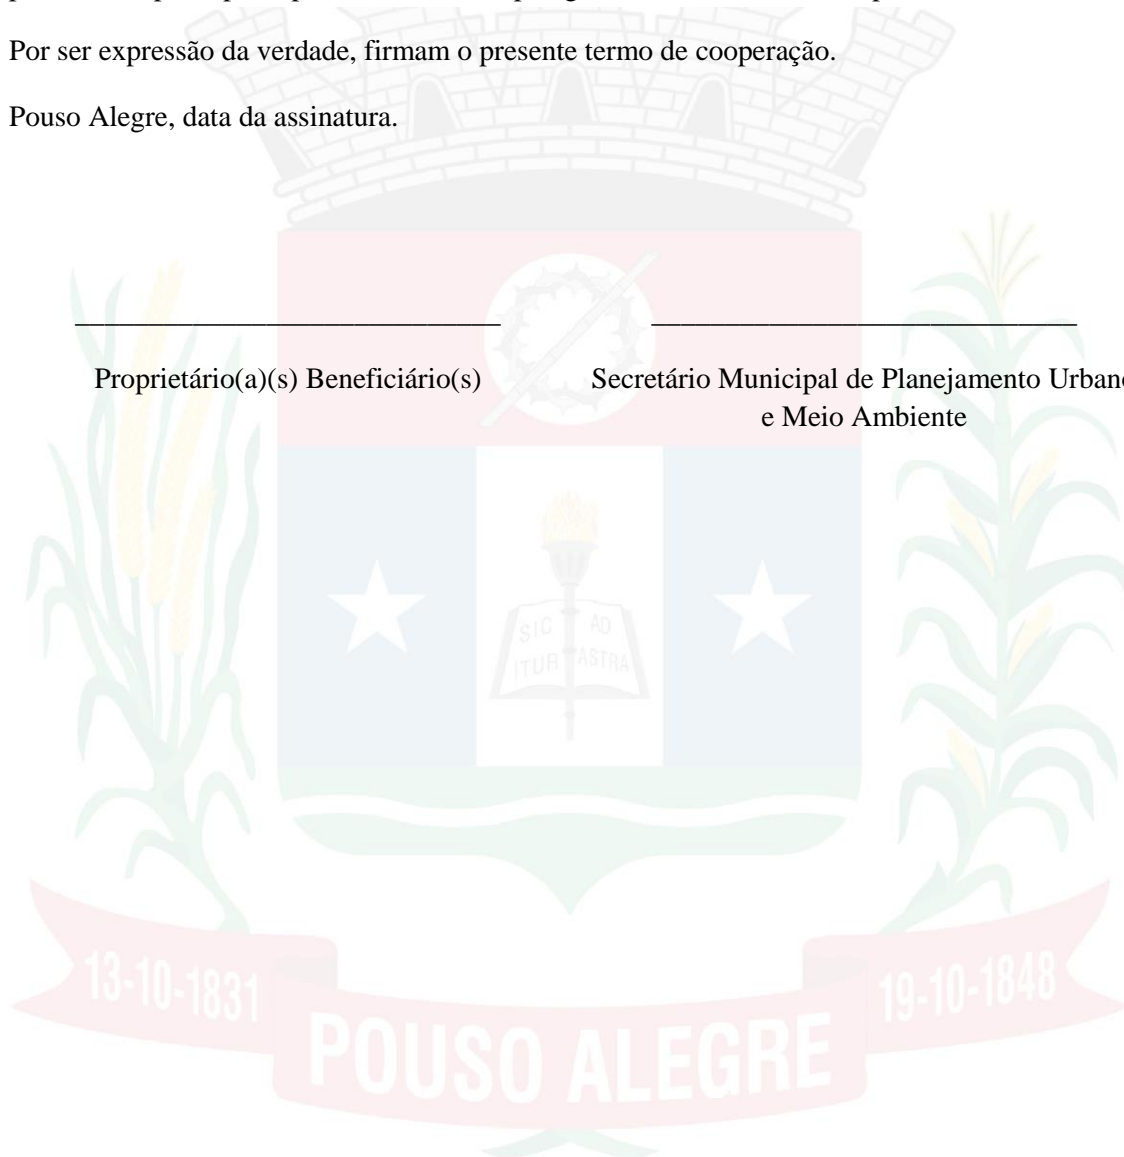 Por ser expressão da verdade, firmam o presente termo de cooperação.
Pouso Alegre, data da assinatura.
Proprietário(a)(s) Beneficiário(s)
Secretário Municipal de Planejamento Urbano
e Meio Ambiente
SIC AD
ITUR ASTRA
13-10-1831
19-10-1848
POUSO ALEGRE